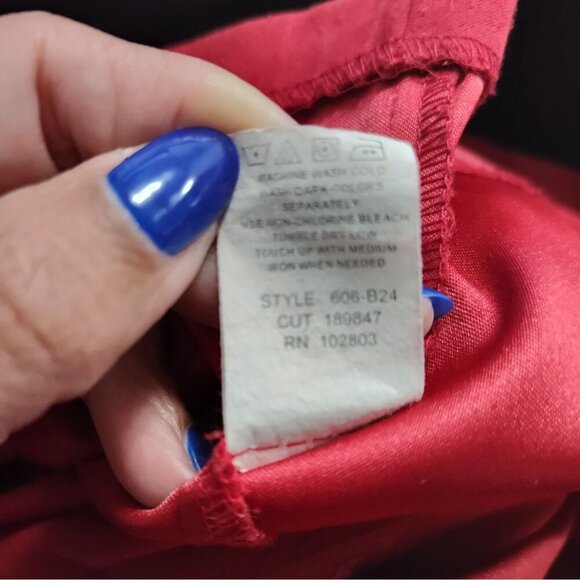 MACHINE WASH COLD
WASH DARK COLORS
SEPARATELY
USE NON-CHLORINE BLEACH
TUMBLE DRY LOW
TOUCH UP WITH MEDIUM
IRON WHEN NEEDED
STYLE 606-B24
CUT 189847
RN 102803